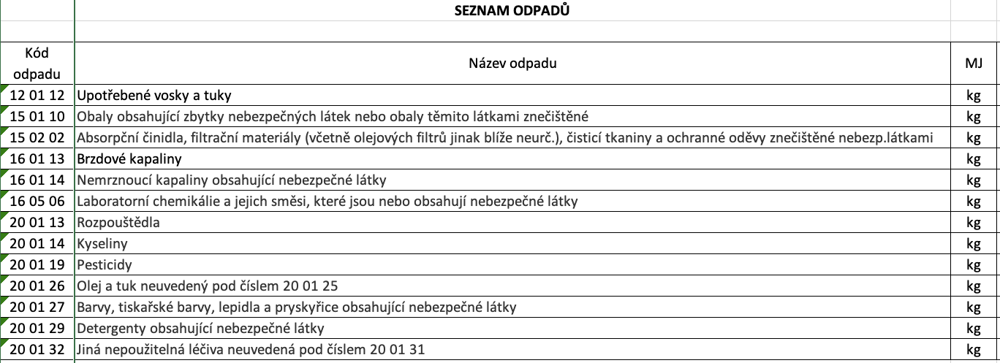 SEZNAM ODPADŮ
Kód odpadu Název odpadu MJ
12 01 12 Upotřebené vosky a tuky kg
15 01 10 Obaly obsahující zbytky nebezpečných látek nebo obaly těmito látkami znečištěné kg
15 02 02 Absorpční činidla, filtrační materiály (včetně olejových filtrů jinak blíže neurč.), čisticí tkaniny a ochranné oděvy znečištěné nebezp.látkami kg
16 01 13 Brzdové kapaliny kg
16 01 14 Nemrznoucí kapaliny obsahující nebezpečné látky kg
16 05 06 Laboratorní chemikálie a jejich směsi, které jsou nebo obsahují nebezpečné látky kg
20 01 13 Rozpouštědla kg
20 01 14 Kyseliny kg
20 01 19 Pesticidy kg
20 01 26 Olej a tuk neuvedený pod číslem 20 01 25 kg
20 01 27 Barvy, tiskařské barvy, lepidla a pryskyřice obsahující nebezpečné látky kg
20 01 29 Detergenty obsahující nebezpečné látky kg
20 01 32 Jiná nepoužitelná léčiva neuvedená pod číslem 20 01 31 kg